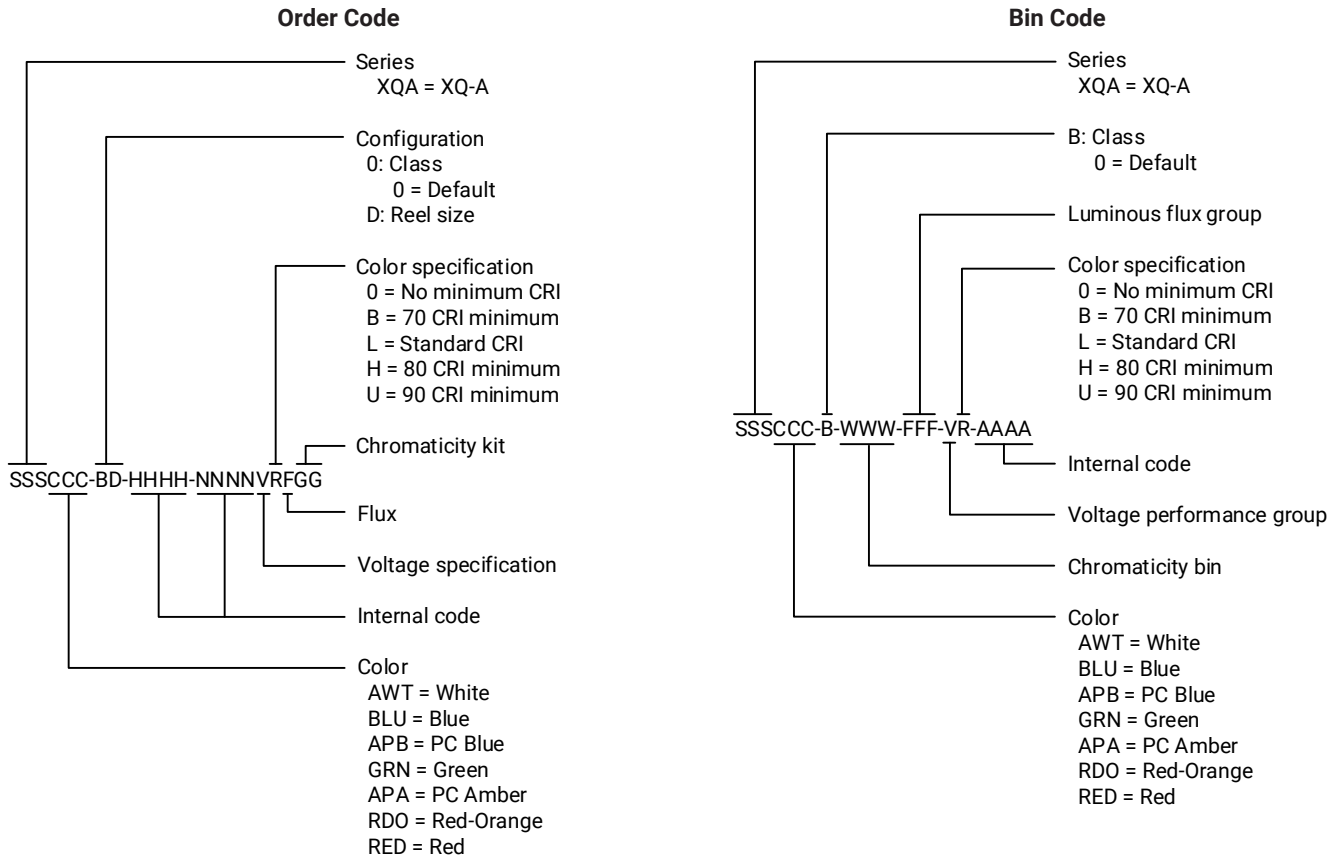 Order Code
Series
XQA = XQ-A
Configuration
0: Class
0 = Default
D: Reel size
Color specification
0 = No minimum CRI
B = 70 CRI minimum
L = Standard CRI
H = 80 CRI minimum
U = 90 CRI minimum
Chromaticity kit
SSSCCC-BD-HHHH-NNNNVRFGG
Flux
Voltage specification
Internal code
Color
AWT = White
BLU = Blue
APB = PC Blue
GRN = Green
APA = PC Amber
RDO = Red-Orange
RED = Red
Bin Code
Series
XQA = XQ-A
B: Class
0 = Default
Luminous flux group
Color specification
0 = No minimum CRI
B = 70 CRI minimum
L = Standard CRI
H = 80 CRI minimum
U = 90 CRI minimum
SSSCCC-B-WWW-FFF-VR-AAAA
Internal code
Voltage performance group
Chromaticity bin
Color
AWT = White
BLU = Blue
APB = PC Blue
GRN = Green
APA = PC Amber
RDO = Red-Orange
RED = Red